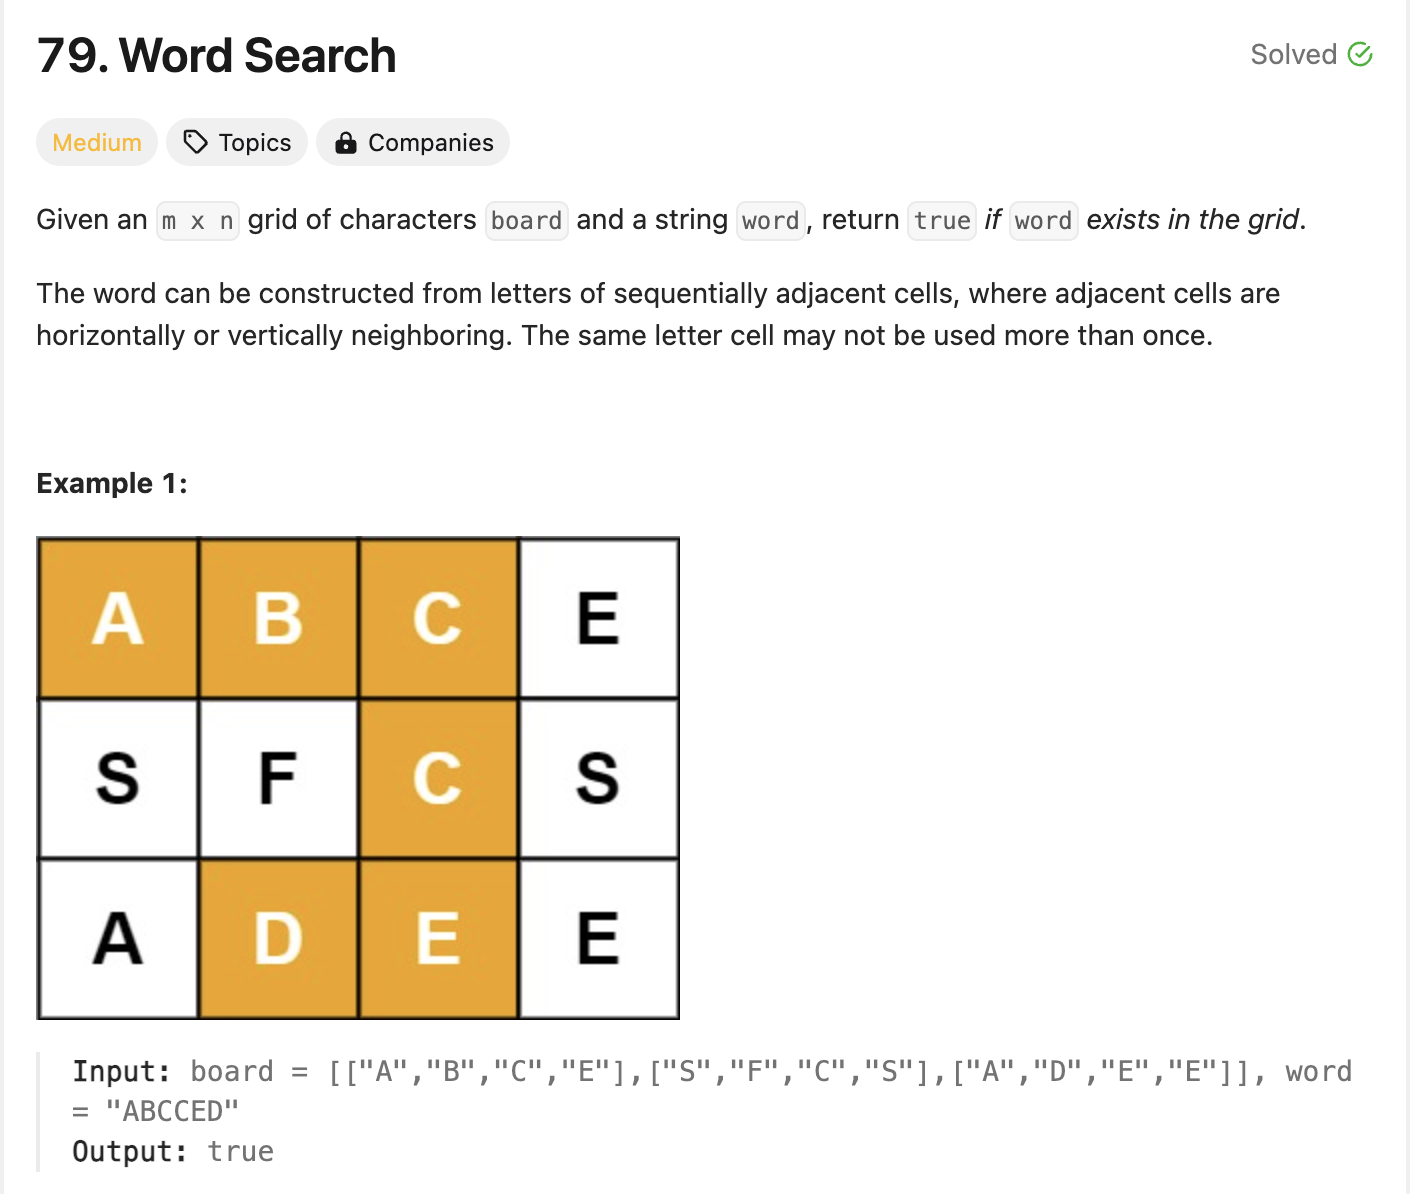 79. Word Search
Solved
Medium Topics Companies
Given an m x n grid of characters board and a string word, return true if word exists in the grid.
The word can be constructed from letters of sequentially adjacent cells, where adjacent cells are
horizontally or vertically neighboring. The same letter cell may not be used more than once.
Example 1:
A B C E
S F C S
A D E E
Input: board = [["A","B","C","E"],["S","F","C","S"],["A","D","E","E"]], word
= "ABCCED"
Output: true